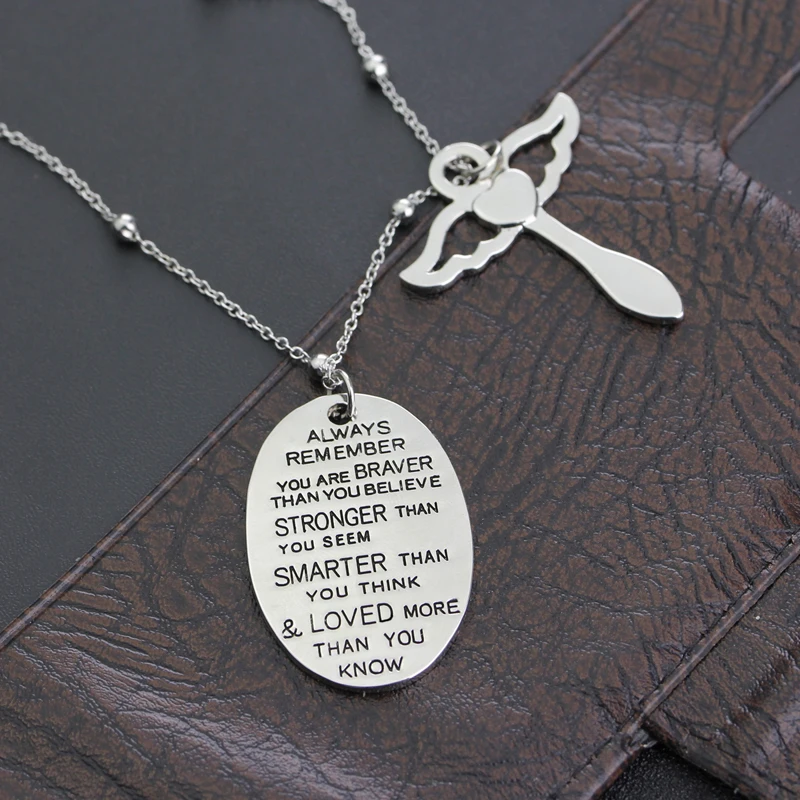 ALWAYS
REMEMBER
YOU ARE BRAVER
THAN YOU BELIEVE
STRONGER THAN
YOU SEEM
SMARTER THAN
YOU THINK
& LOVED MORE
THAN YOU
KNOW